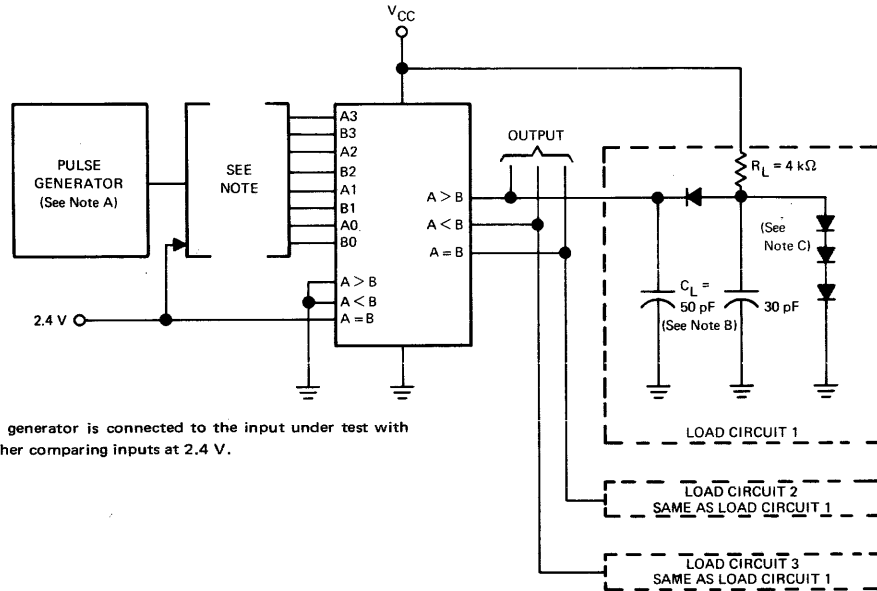 VCC
PULSE
GENERATOR
(See Note A)
SEE
NOTE
A3
B3
A2
B2
A1
B1
A0
B0
A > B
A < B
A = B
2.4 V
A > B
A < B
A = B
OUTPUT
RL = 4 kΩ
(See
Note C)
CL =
50 pF
(See Note B)
30 pF
LOAD CIRCUIT 1
generator is connected to the input under test with
her comparing inputs at 2.4 V.
LOAD CIRCUIT 2
SAME AS LOAD CIRCUIT 1
LOAD CIRCUIT 3
SAME AS LOAD CIRCUIT 1